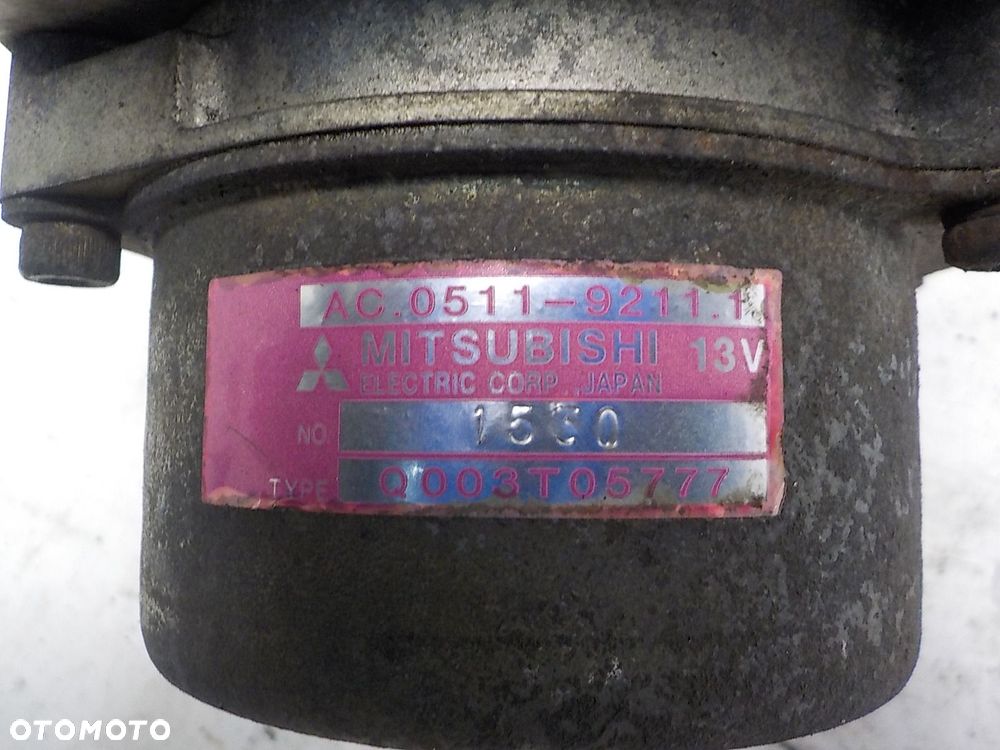 AC.0511-9211.1
MITSUBISHI 13V
ELECTRIC CORP.,JAPAN
NO. 1530
TYPE Q003T05777
OTOMOTO